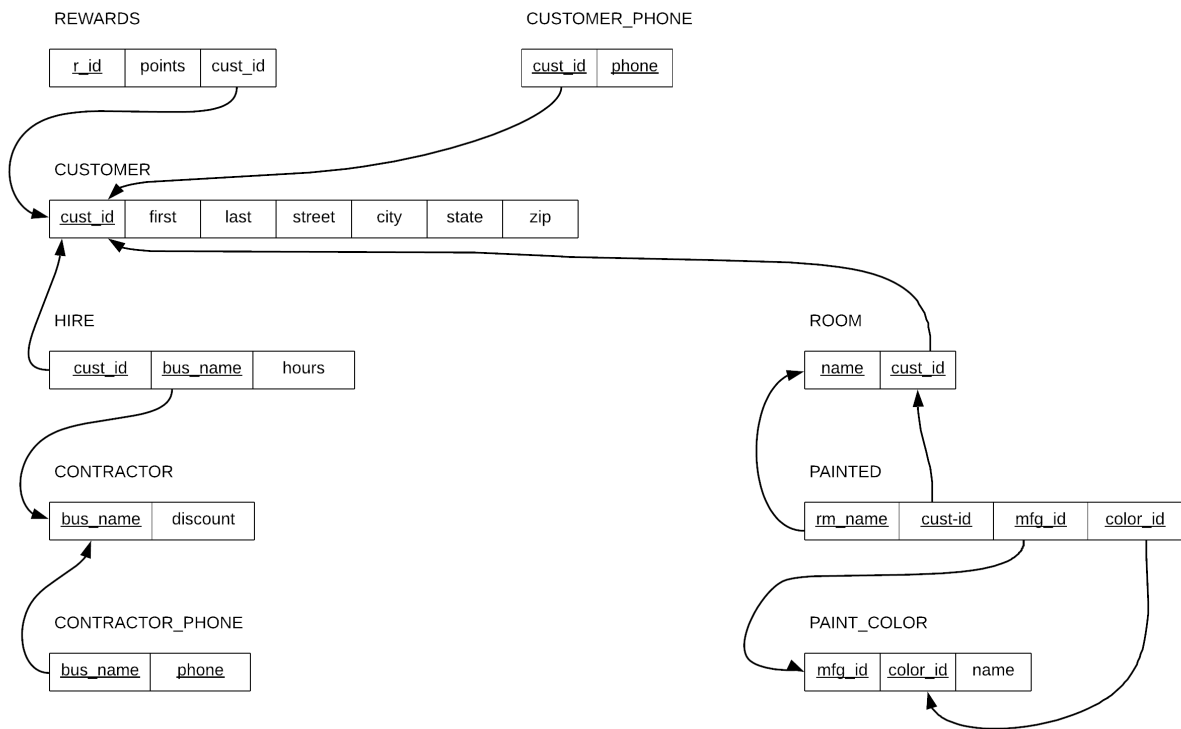 REWARDS
CUSTOMER_PHONE
r_id points cust_id
cust_id phone
CUSTOMER
cust_id first last street city state zip
HIRE
ROOM
cust_id bus_name hours
name cust_id
CONTRACTOR
PAINTED
bus_name discount
rm_name cust-id mfg_id color_id
CONTRACTOR_PHONE
PAINT_COLOR
bus_name phone
mfg_id color_id name